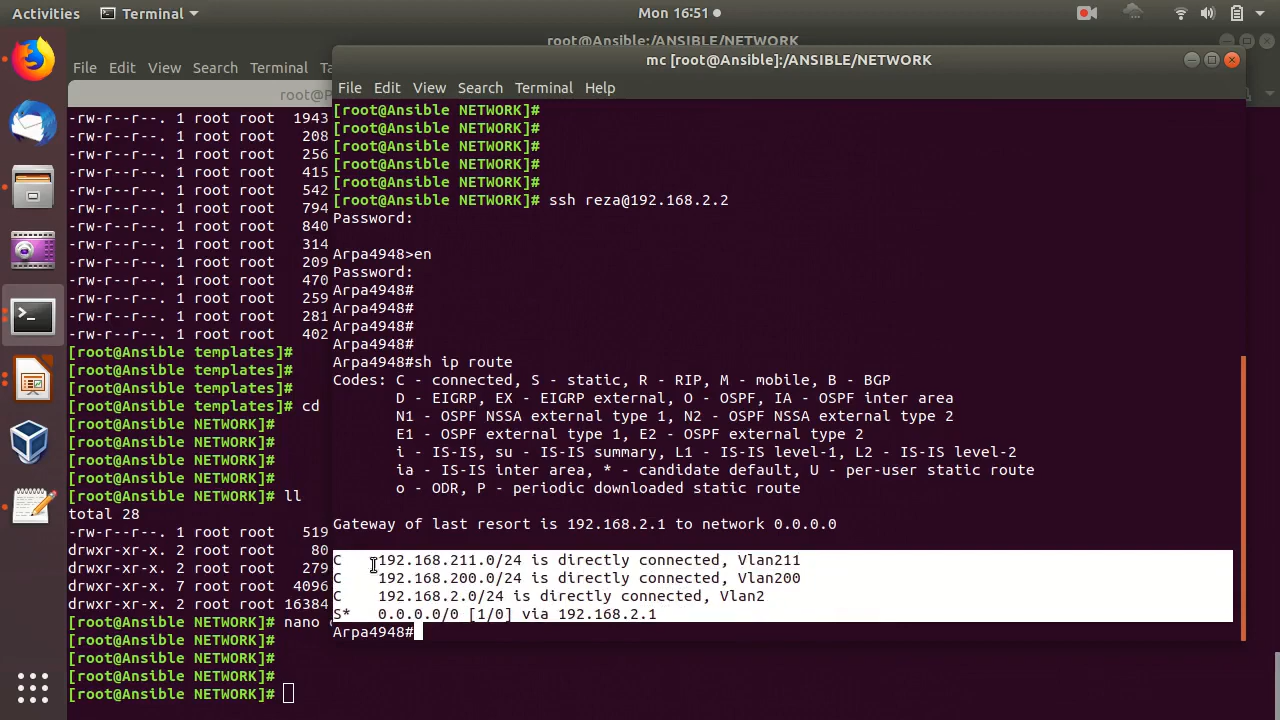 Activities
Terminal
Mon 16:51
root@Ansible:/ANSIBLE/NETWORK
File Edit View Search Terminal
-rw-r--r--. 1 root root 1943
-rw-r--r--. 1 root root 208
-rw-r--r--. 1 root root 256
-rw-r--r--. 1 root root 415
-rw-r--r--. 1 root root 542
-rw-r--r--. 1 root root 794
-rw-r--r--. 1 root root 840
-rw-r--r--. 1 root root 314
-rw-r--r--. 1 root root 209
-rw-r--r--. 1 root root 470
-rw-r--r--. 1 root root 259
-rw-r--r--. 1 root root 281
-rw-r--r--. 1 root root 402
[root@Ansible templates]#
[root@Ansible templates]#
[root@Ansible templates]#
[root@Ansible templates]# cd
[root@Ansible NETWORK]#
[root@Ansible NETWORK]#
[root@Ansible NETWORK]#
[root@Ansible NETWORK]#
[root@Ansible NETWORK]# ll
total 28
-rw-r--r--. 1 root root 519
drwxr-xr-x. 2 root root 80
drwxr-xr-x. 2 root root 279
drwxr-xr-x. 7 root root 4096
drwxr-xr-x. 2 root root 16384
[root@Ansible NETWORK]# nano
[root@Ansible NETWORK]#
[root@Ansible NETWORK]#
[root@Ansible NETWORK]#
[root@Ansible NETWORK]#
mc [root@Ansible]:/ANSIBLE/NETWORK
File Edit View Search Terminal Help
[root@Ansible NETWORK]#
[root@Ansible NETWORK]#
[root@Ansible NETWORK]#
[root@Ansible NETWORK]#
[root@Ansible NETWORK]#
[root@Ansible NETWORK]# ssh reza@192.168.2.2
Password:
Arpa4948>en
Password:
Arpa4948#
Arpa4948#
Arpa4948#
Arpa4948#
Arpa4948#sh ip route
Codes: C - connected, S - static, R - RIP, M - mobile, B - BGP
D - EIGRP, EX - EIGRP external, O - OSPF, IA - OSPF inter area
N1 - OSPF NSSA external type 1, N2 - OSPF NSSA external type 2
E1 - OSPF external type 1, E2 - OSPF external type 2
i - IS-IS, su - IS-IS summary, L1 - IS-IS level-1, L2 - IS-IS level-2
ia - IS-IS inter area, * - candidate default, U - per-user static route
o - ODR, P - periodic downloaded static route
Gateway of last resort is 192.168.2.1 to network 0.0.0.0
C 192.168.211.0/24 is directly connected, Vlan211
C 192.168.200.0/24 is directly connected, Vlan200
C 192.168.2.0/24 is directly connected, Vlan2
S* 0.0.0.0/0 [1/0] via 192.168.2.1
Arpa4948#